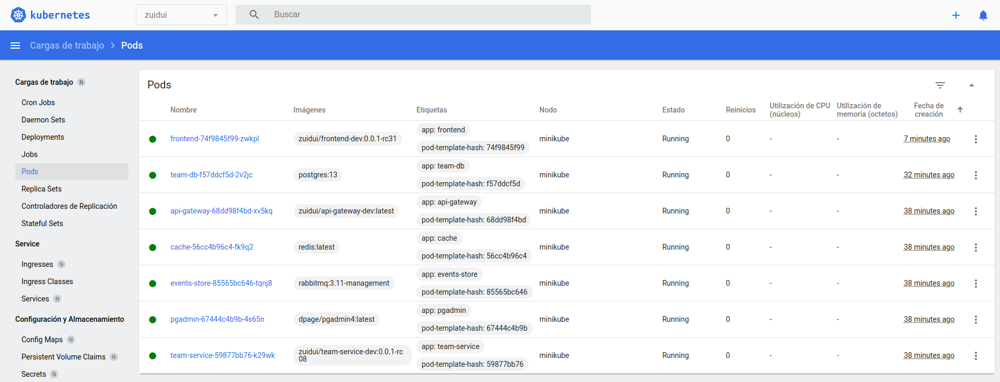 kubernetes
zuidui
Buscar
Cargas de trabajo
Pods
Cargas de trabajo N
Cron Jobs
Daemon Sets
Deployments
Jobs
Pods
Replica Sets
Controladores de Replicación
Stateful Sets
Service
Ingresses N
Ingress Classes
Services N
Configuración y Almacenamiento
Config Maps N
Persistent Volume Claims N
Secrets N
Pods
Nombre
Imágenes
Etiquetas
Nodo
Estado
Reinicios
Utilización de CPU
(núcleos)
Utilización de
memoria (octetos)
Fecha de
creación
frontend-74f9845f99-zwkpl
zuidui/frontend-dev:0.0.1-rc31
app: frontend
pod-template-hash: 74f9845f99
minikube
Running
0
-
-
7 minutes ago
team-db-f57ddcf5d-2v2jc
postgres:13
app: team-db
pod-template-hash: f57ddcf5d
minikube
Running
0
-
-
32 minutes ago
api-gateway-68dd98f4bd-xv5kq
zuidui/api-gateway-dev:latest
app: api-gateway
pod-template-hash: 68dd98f4bd
minikube
Running
0
-
-
38 minutes ago
cache-56cc4b96c4-fk9q2
redis:latest
app: cache
pod-template-hash: 56cc4b96c4
minikube
Running
0
-
-
38 minutes ago
events-store-85565bc646-tqnj8
rabbitmq:3.11-management
app: events-store
pod-template-hash: 85565bc646
minikube
Running
0
-
-
38 minutes ago
pgadmin-67444c4b9b-4s65n
dpage/pgadmin4:latest
app: pgadmin
pod-template-hash: 67444c4b9b
minikube
Running
0
-
-
38 minutes ago
team-service-59877bb76-k29wk
zuidui/team-service-dev:0.0.1-rc
08
app: team-service
pod-template-hash: 59877bb76
minikube
Running
0
-
-
38 minutes ago